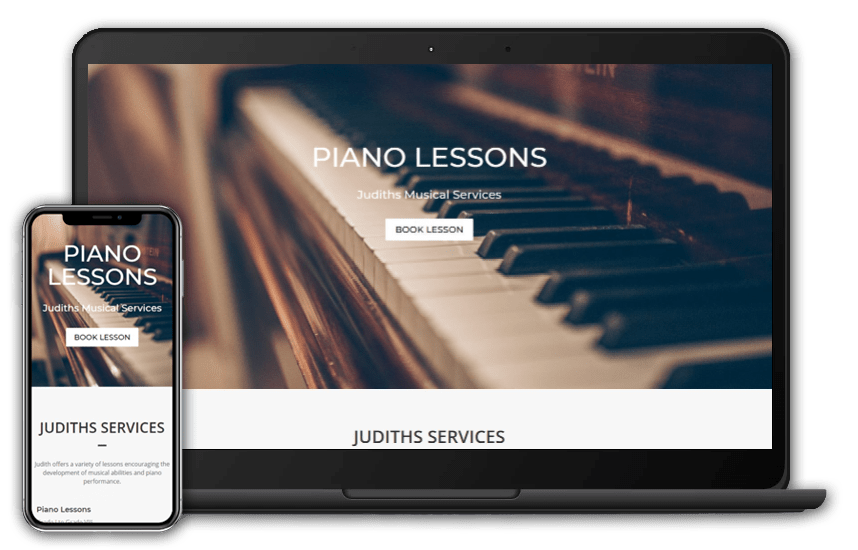 PIANO LESSONS
Judiths Musical Services
BOOK LESSON
JUDITHS SERVICES
PIANO
LESSONS
Judiths Musical Services
BOOK LESSON
JUDITHS SERVICES
Judith offers a variety of lessons encouraging the
development of musical abilities and piano
performance.
Piano Lessons